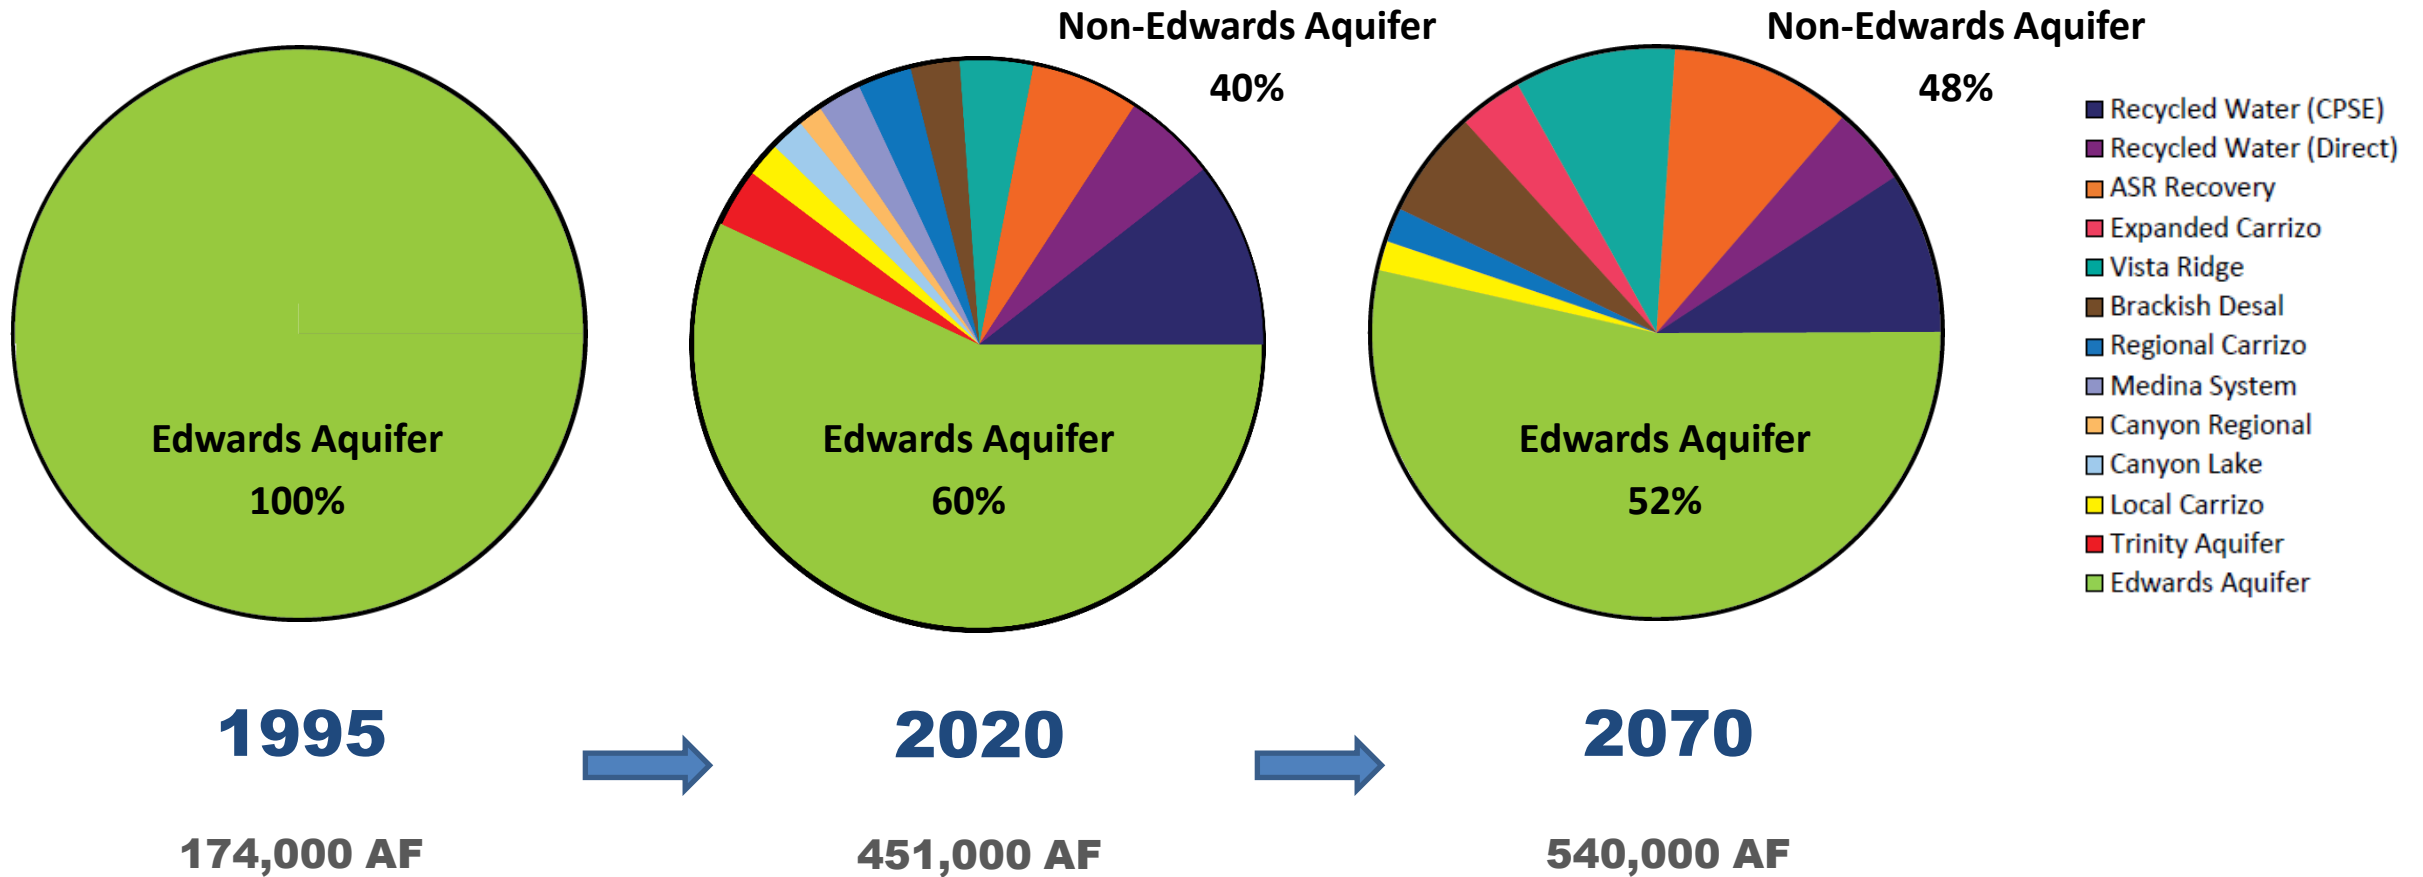 Non-Edwards Aquifer
40%
Non-Edwards Aquifer
48%
Edwards Aquifer
100%
Edwards Aquifer
60%
Edwards Aquifer
52%
Recycled Water (CPSE)
Recycled Water (Direct)
ASR Recovery
Expanded Carrizo
Vista Ridge
Brackish Desal
Regional Carrizo
Medina System
Canyon Regional
Canyon Lake
Local Carrizo
Trinity Aquifer
Edwards Aquifer
1995
2020
2070
174,000 AF
451,000 AF
540,000 AF